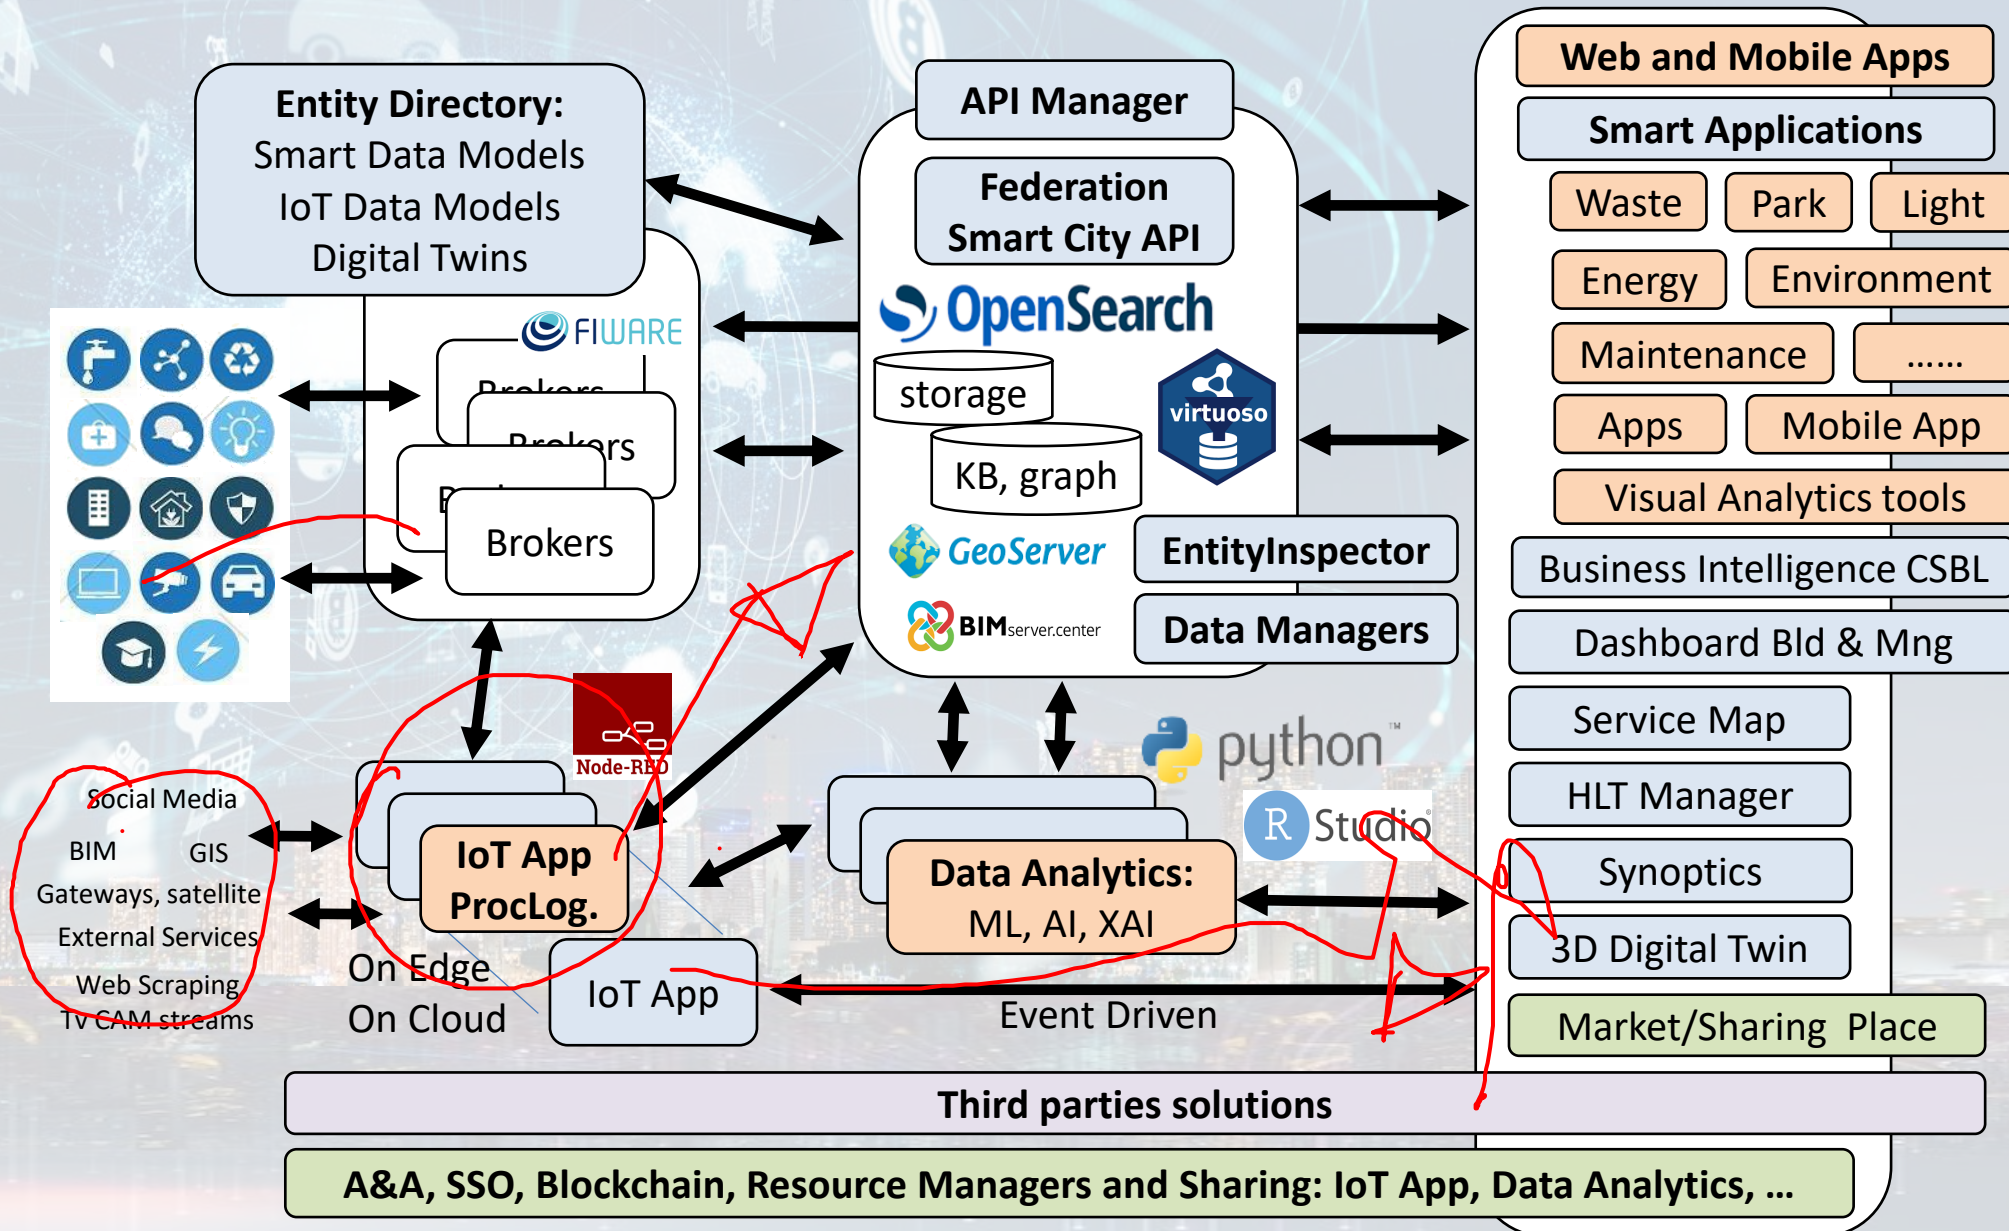 Entity Directory:
Smart Data Models
IoT Data Models
Digital Twins
FIWARE
Brokers
Brokers
Brokers
Social Media
BIM GIS
Gateways, satellite
External Services
Web Scraping
Tv CAM streams
Node-RED
IoT App
ProcLog.
On Edge
On Cloud
IoT App
API Manager
Federation
Smart City API
OpenSearch
storage
virtuoso
KB, graph
GeoServer
EntityInspector
BIMserver.center
Data Managers
python™
R Studio
Data Analytics:
ML, AI, XAI
Event Driven
Web and Mobile Apps
Smart Applications
Waste Park Light
Energy Environment
Maintenance ......
Apps Mobile App
Visual Analytics tools
Business Intelligence CSBL
Dashboard Bld & Mng
Service Map
HLT Manager
Synoptics
3D Digital Twin
Market/Sharing Place
Third parties solutions
A&A, SSO, Blockchain, Resource Managers and Sharing: IoT App, Data Analytics, ...